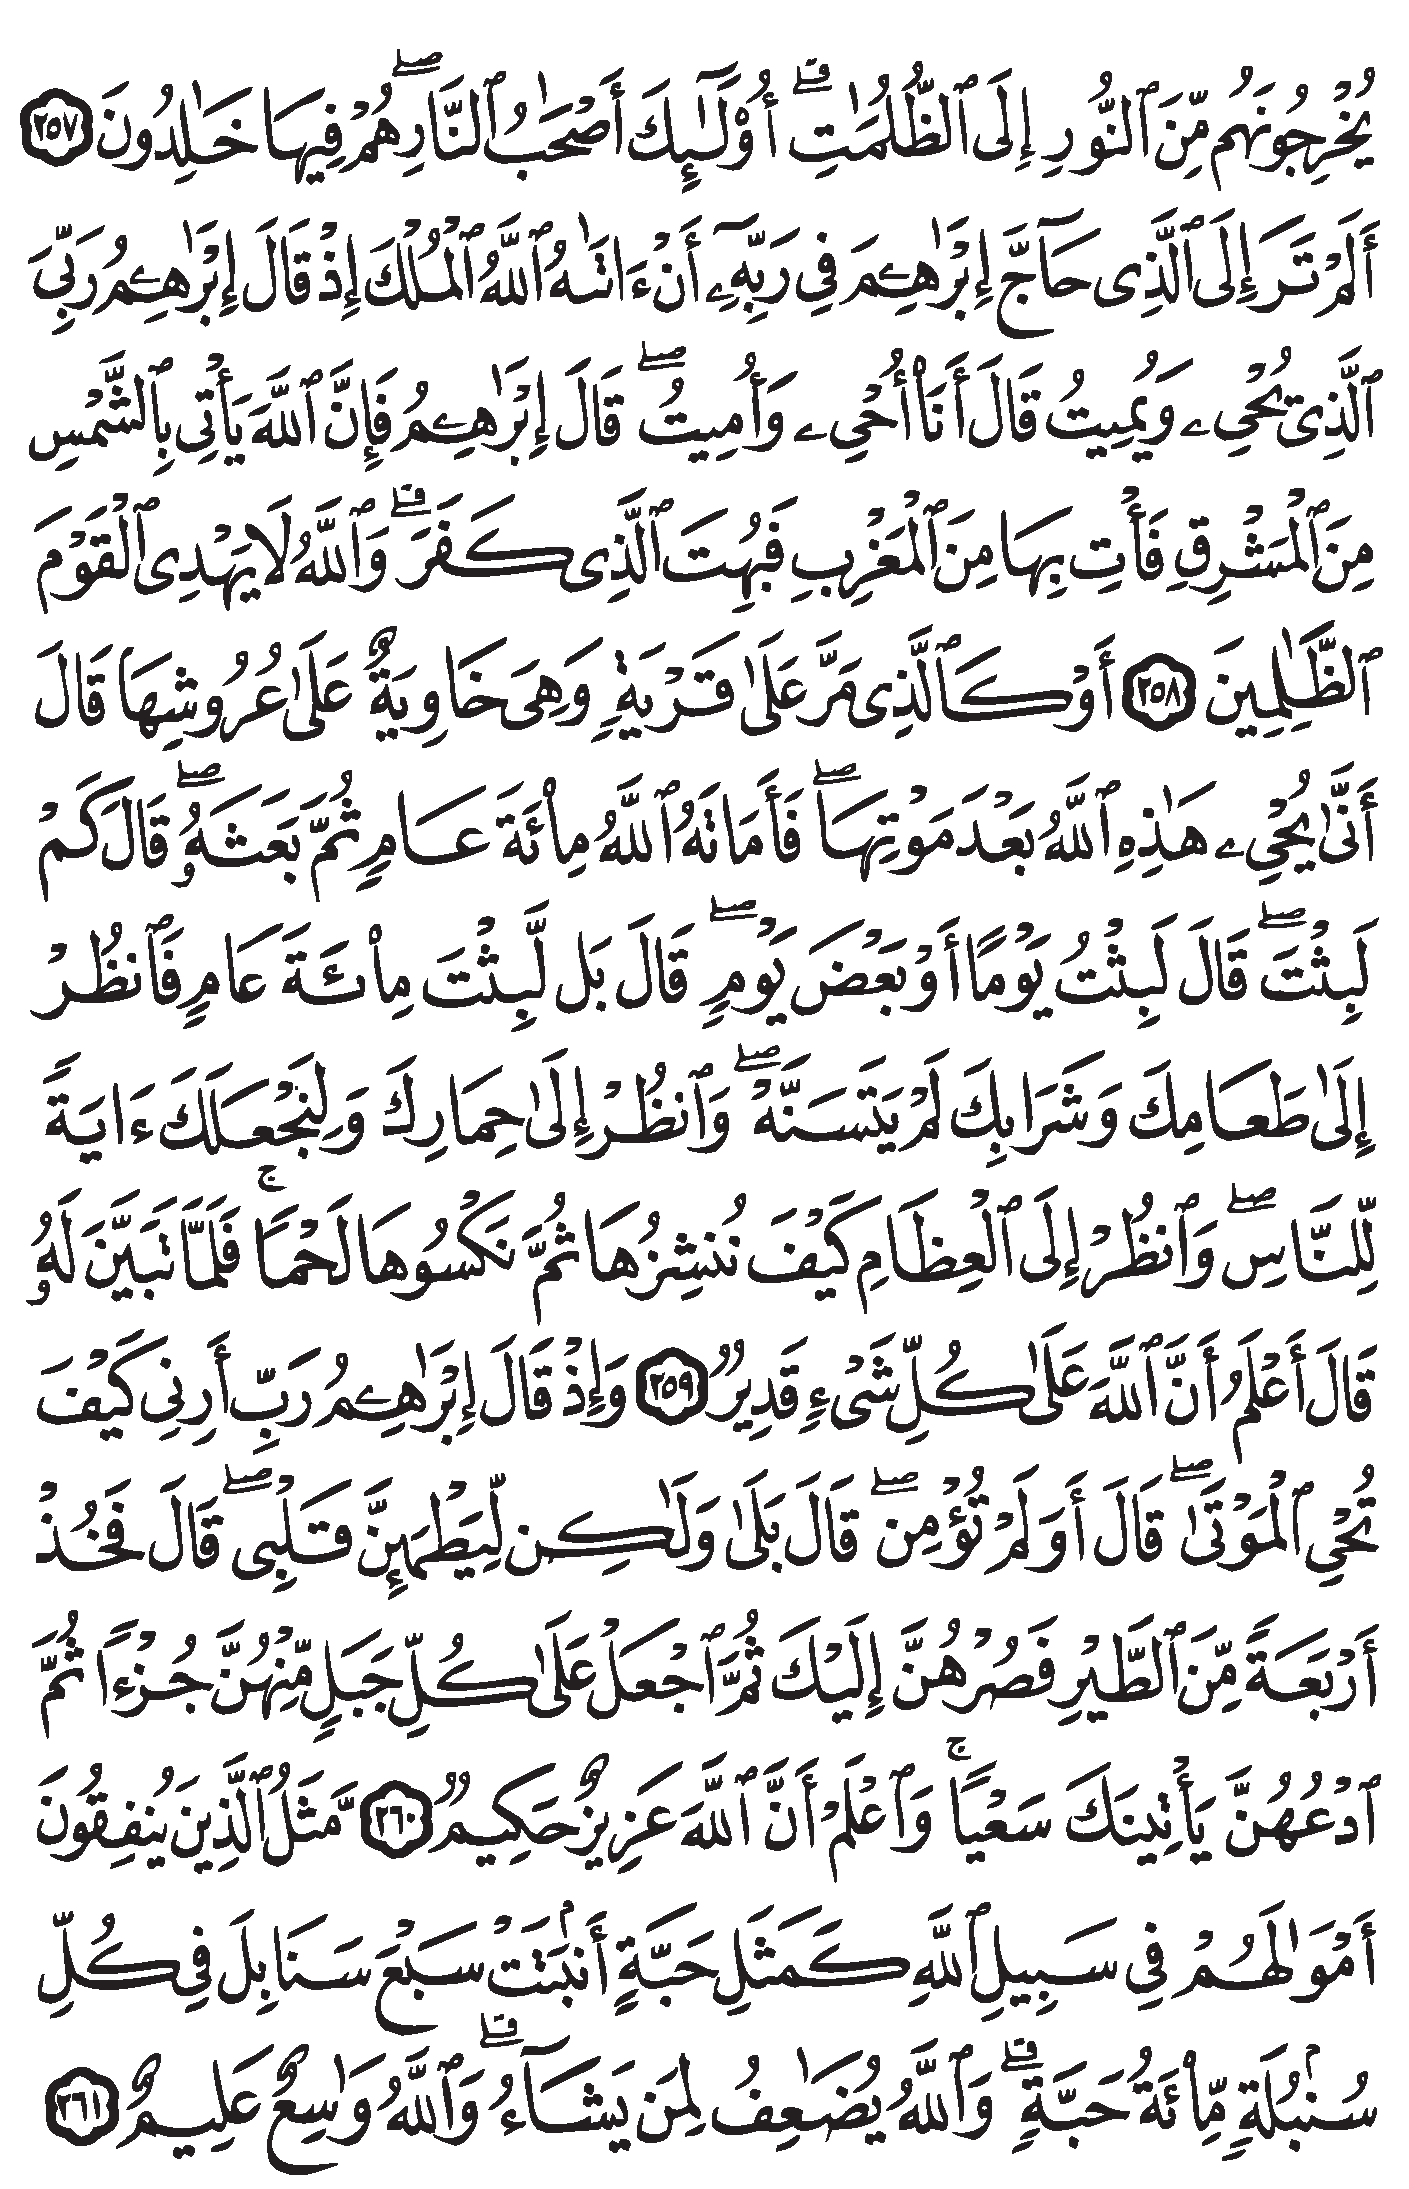 يُخۡرِجُونَهُم مِّنَ ٱلنُّورِ إِلَى ٱلظُّلُمَٰتِۗ أُوْلَٰٓئِكَ أَصۡحَٰبُ ٱلنَّارِۖ هُمۡ فِيهَا خَٰلِدُونَ ٢٥٧
أَلَمۡ تَرَ إِلَى ٱلَّذِي حَآجَّ إِبۡرَٰهِـۧمَ فِي رَبِّهِۦٓ أَنۡ ءَاتَىٰهُ ٱللَّهُ ٱلۡمُلۡكَ إِذۡ قَالَ إِبۡرَٰهِـۧمُ رَبِّيَ
ٱلَّذِي يُحۡيِۦ وَيُمِيتُ قَالَ أَنَا۠ أُحۡيِۦ وَأُمِيتُۖ قَالَ إِبۡرَٰهِـۧمُ فَإِنَّ ٱللَّهَ يَأۡتِي بِٱلشَّمۡسِ
مِنَ ٱلۡمَشۡرِقِ فَأۡتِ بِهَا مِنَ ٱلۡمَغۡرِبِ فَبُهِتَ ٱلَّذِي كَفَرَۗ وَٱللَّهُ لَا يَهۡدِي ٱلۡقَوۡمَ
ٱلظَّٰلِمِينَ ٢٥٨ أَوۡ كَٱلَّذِي مَرَّ عَلَىٰ قَرۡيَةٖ وَهِيَ خَاوِيَةٌ عَلَىٰ عُرُوشِهَا قَالَ
أَنَّىٰ يُحۡيِۦ هَٰذِهِ ٱللَّهُ بَعۡدَ مَوۡتِهَاۖ فَأَمَاتَهُ ٱللَّهُ مِاْئَةَ عَامٖ ثُمَّ بَعَثَهُۥۖ قَالَ كَمۡ
لَبِثۡتَۖ قَالَ لَبِثۡتُ يَوۡمًا أَوۡ بَعۡضَ يَوۡمٖۖ قَالَ بَل لَّبِثۡتَ مِاْئَةَ عَامٖ فَٱنظُرۡ
إِلَىٰ طَعَامِكَ وَشَرَابِكَ لَمۡ يَتَسَنَّهۡۖ وَٱنظُرۡ إِلَىٰ حِمَارِكَ وَلِنَجۡعَلَكَ ءَايَةٗ
لِّلنَّاسِۖ وَٱنظُرۡ إِلَى ٱلۡعِظَامِ كَيۡفَ نُنشِزُهَا ثُمَّ نَكۡسُوهَا لَحۡمٗاۚ فَلَمَّا تَبَيَّنَ لَهُۥ
قَالَ أَعۡلَمُ أَنَّ ٱللَّهَ عَلَىٰ كُلِّ شَيۡءٖ قَدِيرٞ ٢٥٩ وَإِذۡ قَالَ إِبۡرَٰهِـۧمُ رَبِّ أَرِنِي كَيۡفَ
تُحۡيِ ٱلۡمَوۡتَىٰۖ قَالَ أَوَلَمۡ تُؤۡمِنۖ قَالَ بَلَىٰ وَلَٰكِن لِّيَطۡمَئِنَّ قَلۡبِيۖ قَالَ فَخُذۡ
أَرۡبَعَةٗ مِّنَ ٱلطَّيۡرِ فَصُرۡهُنَّ إِلَيۡكَ ثُمَّ ٱجۡعَلۡ عَلَىٰ كُلِّ جَبَلٖ مِّنۡهُنَّ جُزۡءٗا ثُمَّ
ٱدۡعُهُنَّ يَأۡتِينَكَ سَعۡيٗاۚ وَٱعۡلَمۡ أَنَّ ٱللَّهَ عَزِيزٌ حَكِيمٞ ٢٦٠ مَّثَلُ ٱلَّذِينَ يُنفِقُونَ
أَمۡوَٰلَهُمۡ فِي سَبِيلِ ٱللَّهِ كَمَثَلِ حَبَّةٍ أَنۢبَتَتۡ سَبۡعَ سَنَابِلَ فِي كُلِّ
سُنۢبُلَةٖ مِّاْئَةُ حَبَّةٖۗ وَٱللَّهُ يُضَٰعِفُ لِمَن يَشَآءُۗ وَٱللَّهُ وَٰسِعٌ عَلِيمٌ ٢٦١